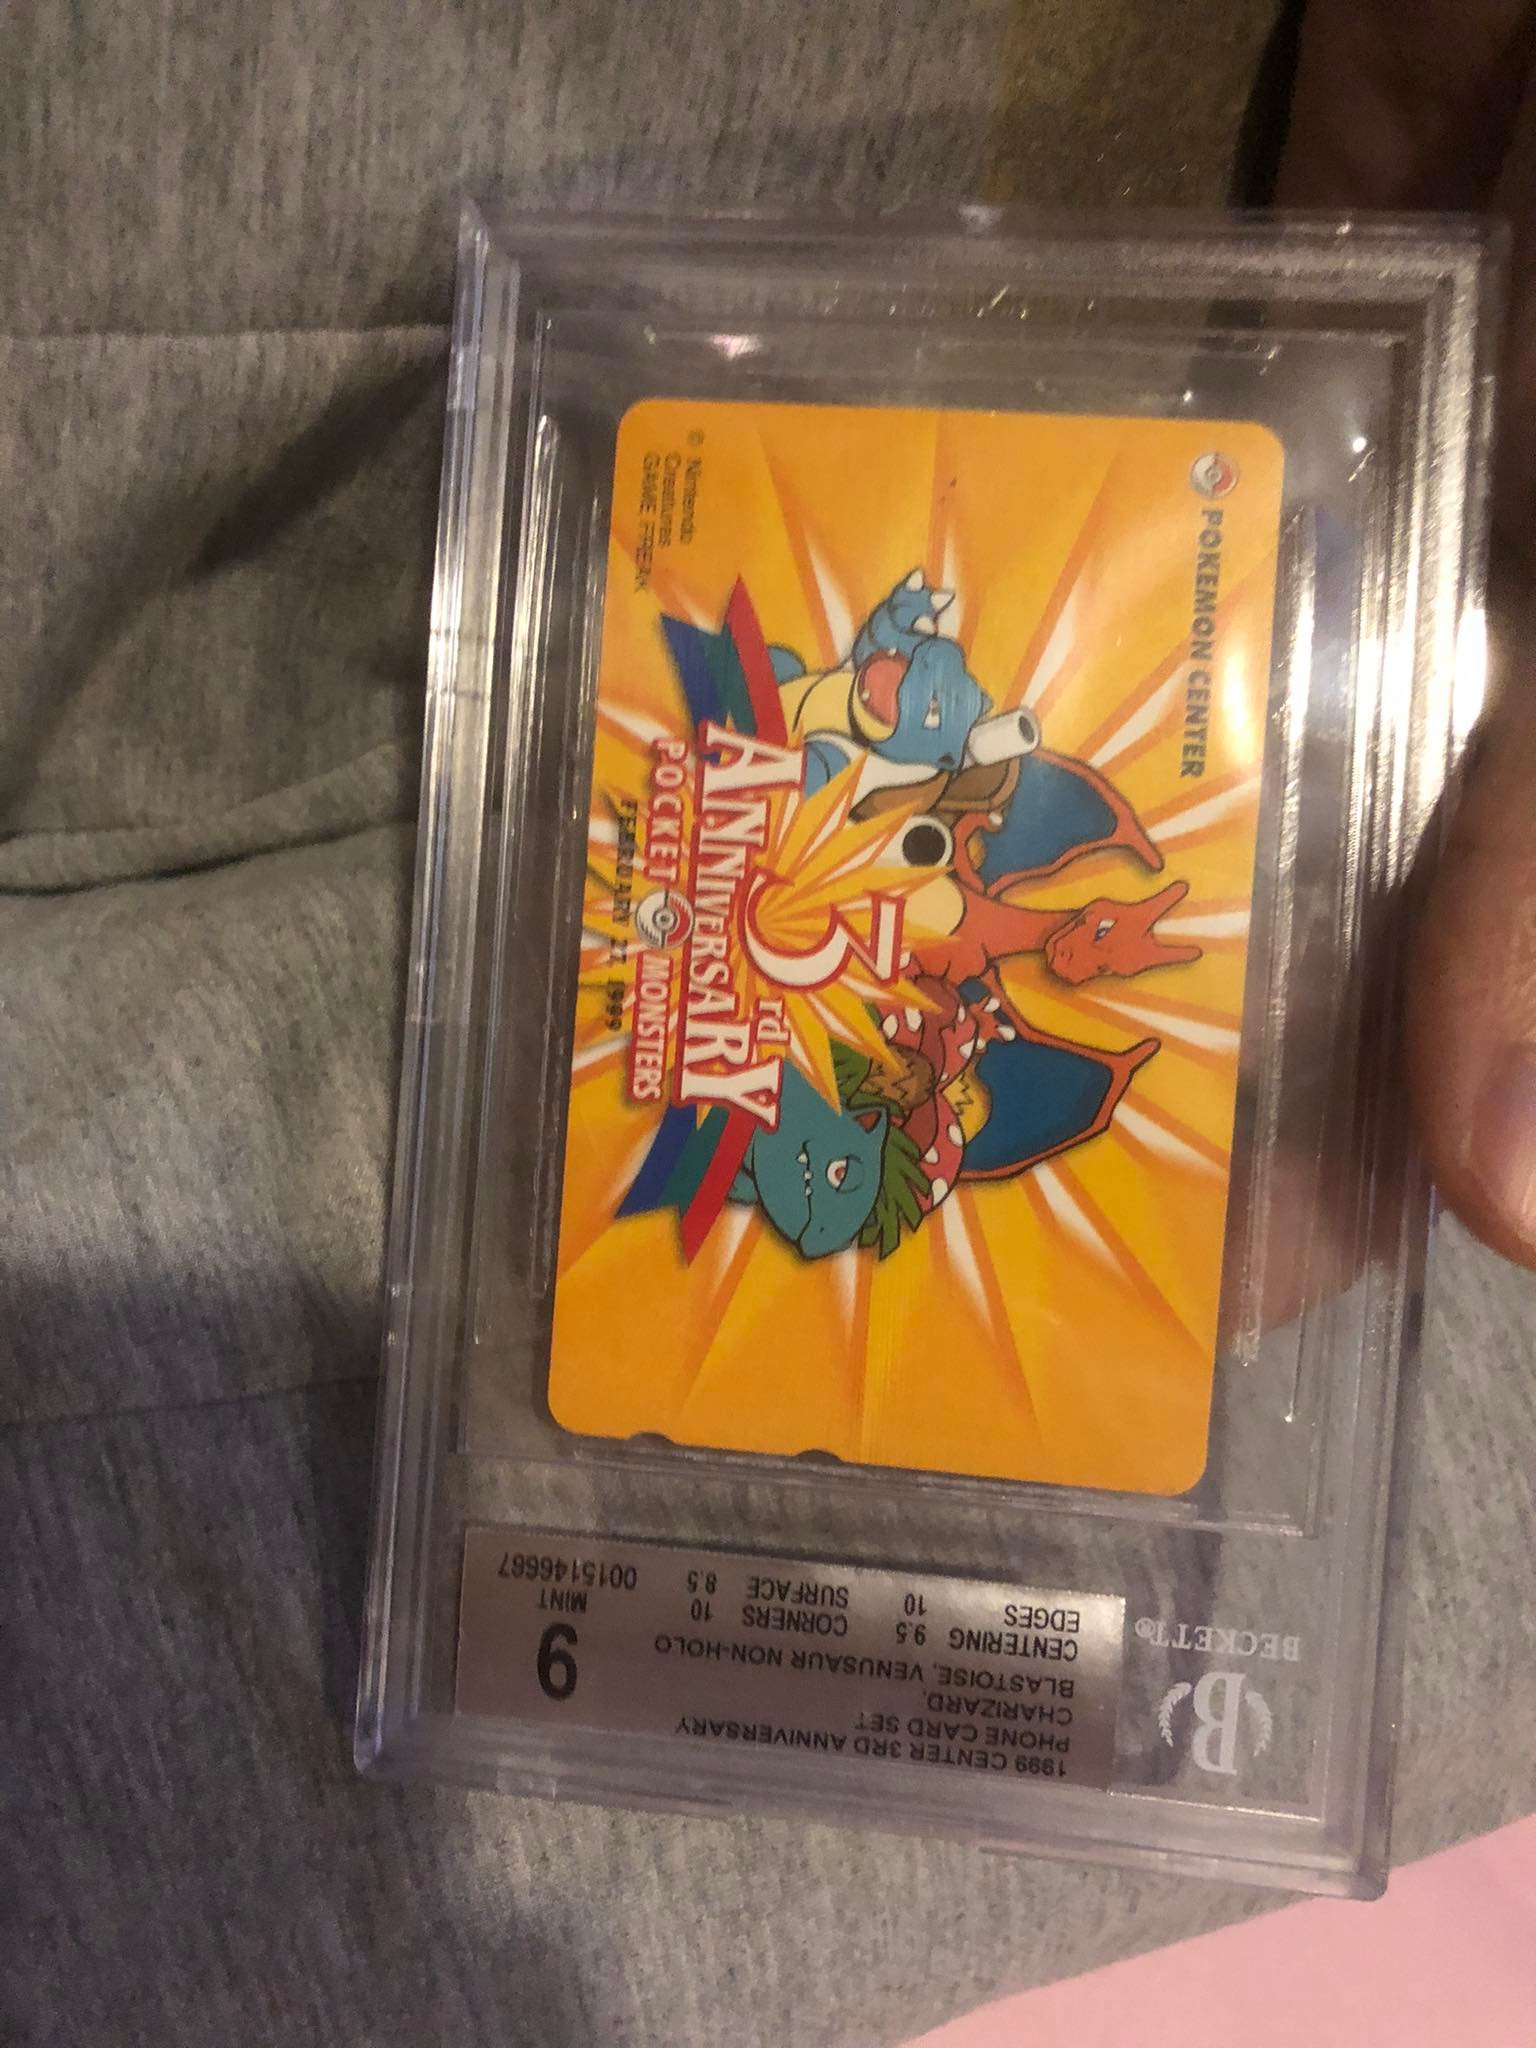 POKEMON CENTER
3rd
ANNIVERSARY
POCKET MONSTERS
FEBRUARY 27, 1999
© Nintendo
Creatures
GAME FREAK
B
BECKETT®
1999 CENTER 3RD ANNIVERSARY
PHONE CARD SET
CHARIZARD,
BLASTOISE, VENUSAUR NON-HOLO
CENTERING 9.5 CORNERS 10
EDGES 10 SURFACE 8.5
9
MINT
0015146667